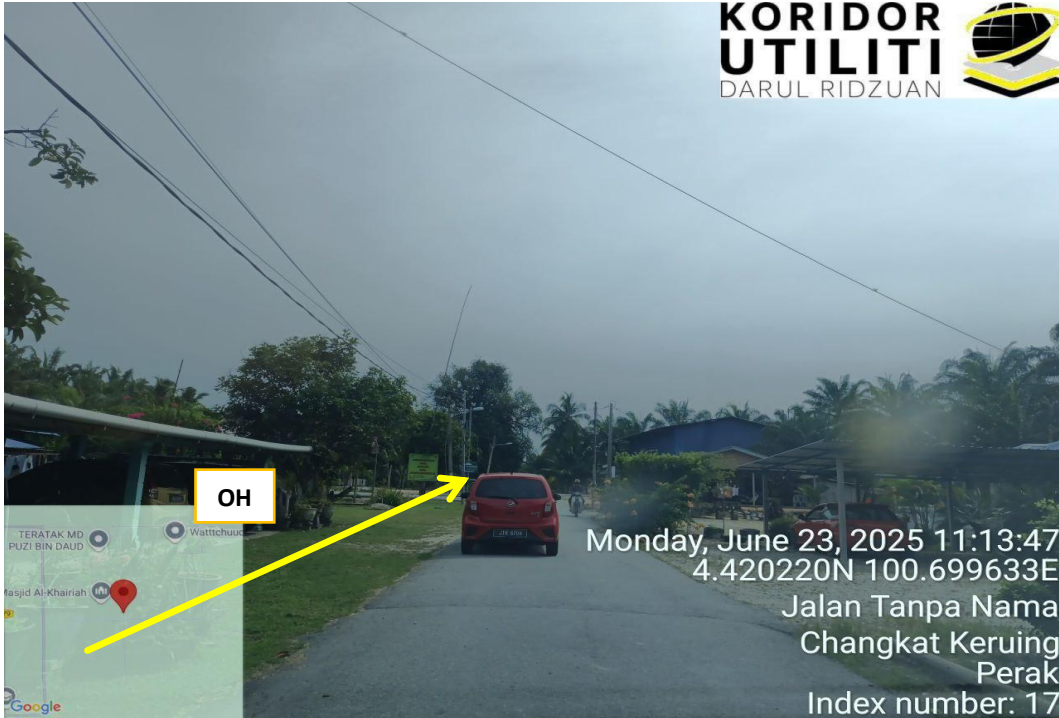 KORIDOR
UTILITI
DARUL RIDZUAN
OH
TERATAK MD
PUZI BIN DAUD
Masjid Al-Khairiah
Google
Monday, June 23, 2025 11:13:47
4.420220N 100.699633E
Jalan Tanpa Nama
Changkat Keruing
Perak
Index number: 17